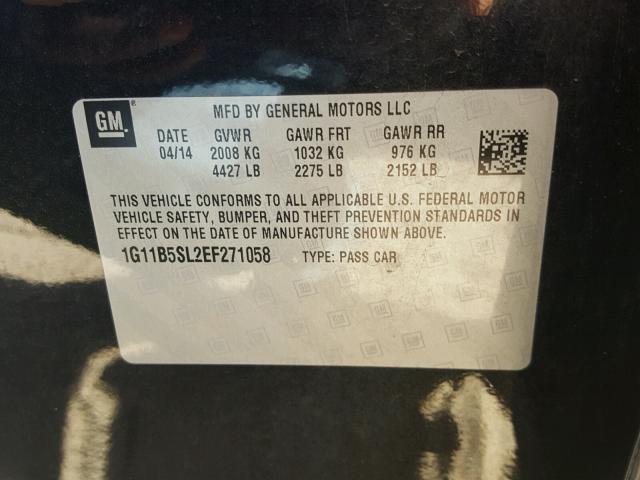 GM ® MFD BY GENERAL MOTORS LLC
DATE GVWR GAWR FRT GAWR RR
04/14 2008 KG 1032 KG 976 KG
4427 LB 2275 LB 2152 LB
THIS VEHICLE CONFORMS TO ALL APPLICABLE U.S. FEDERAL MOTOR
VEHICLE SAFETY, BUMPER, AND THEFT PREVENTION STANDARDS IN
EFFECT ON THE DATE OF MANUFACTURE SHOWN ABOVE.
1G11B5SL2EF271058 TYPE: PASS CAR